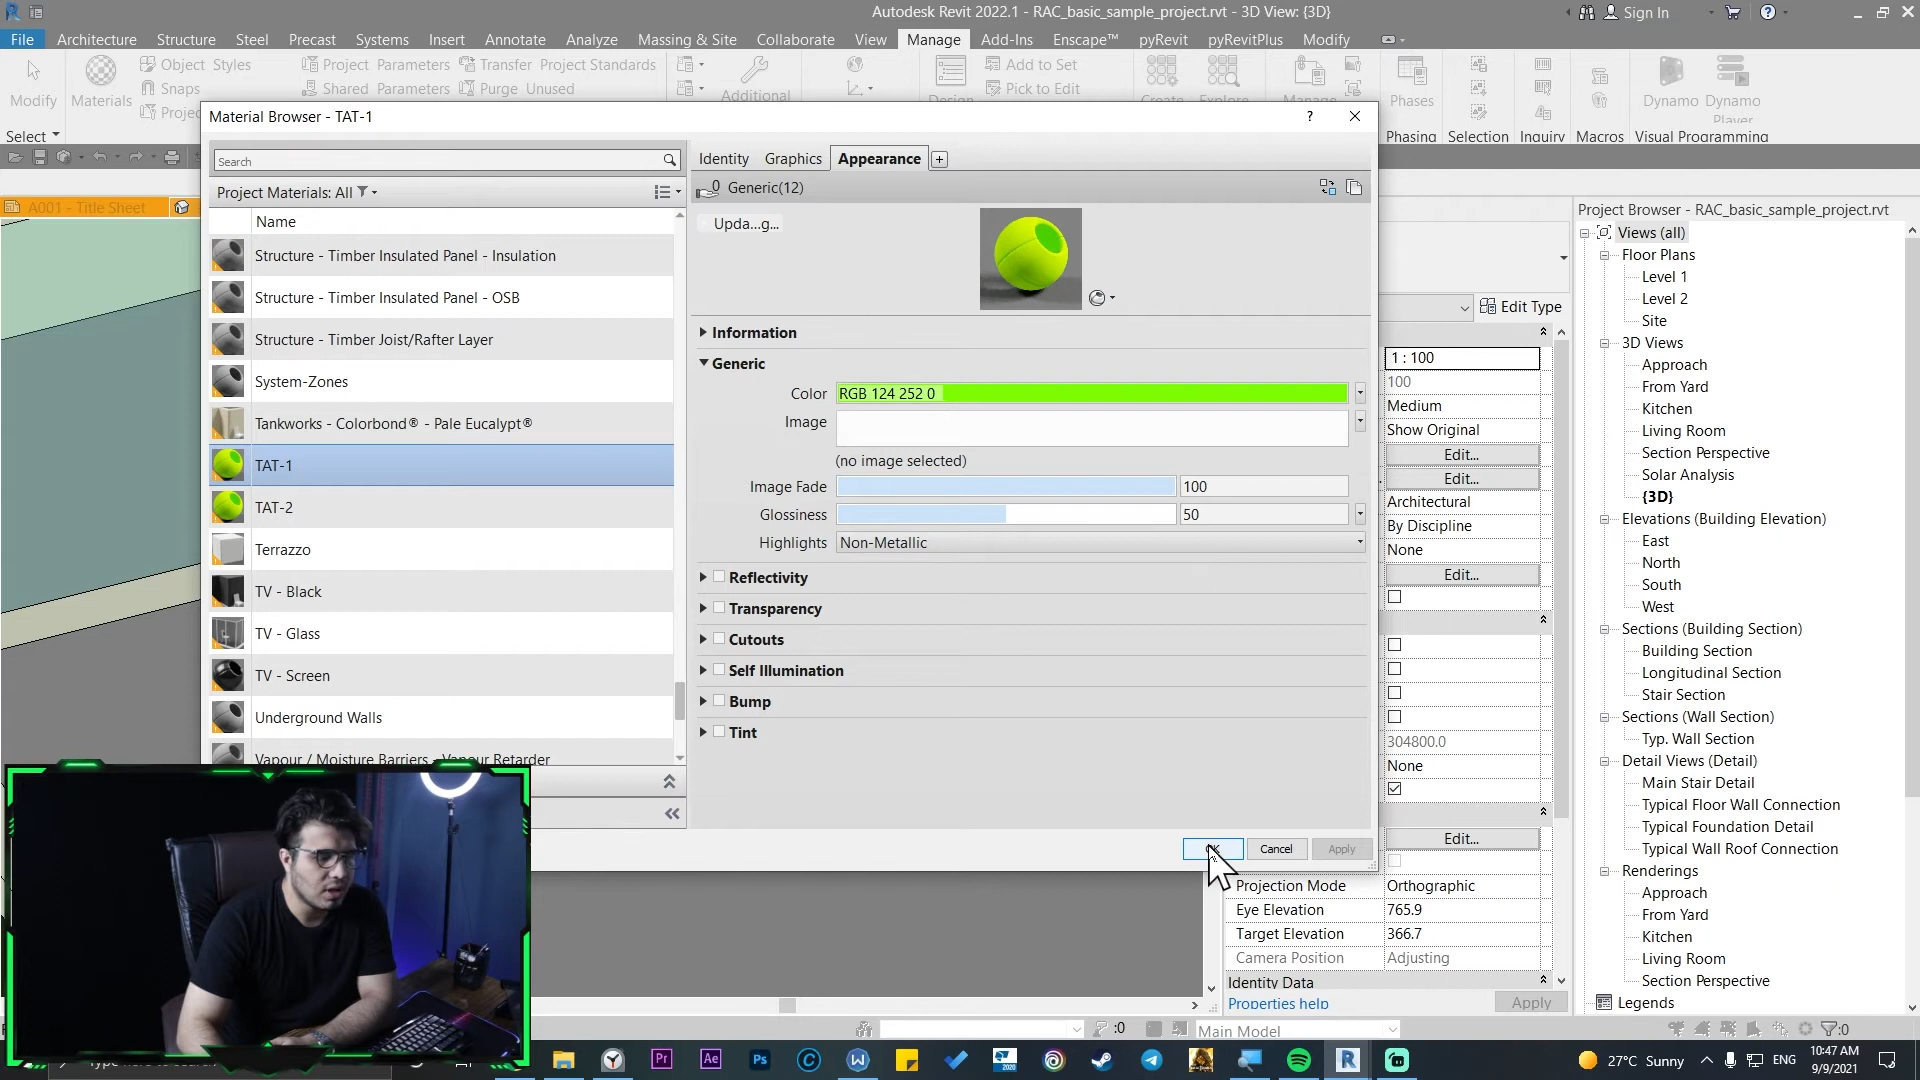 Autodesk Revit 2022.1 - RAC_basic_sample_project.rvt - 3D View: {3D}
Sign In
File Architecture Structure Steel Precast Systems Insert Annotate Analyze Massing & Site Collaborate View Manage Add-Ins Enscape™ pyRevit pyRevitPlus Modify
Object Styles Project Parameters Transfer Project Standards Add to Set
Snaps Shared Parameters Purge Unused Pick to Edit
Modify Materials Additional Phases Dynamo Dynamo
Player
Select Phasing Selection Inquiry Macros Visual Programming
Material Browser - TAT-1
Search
Project Materials: All
Name
Structure - Timber Insulated Panel - Insulation
Structure - Timber Insulated Panel - OSB
Structure - Timber Joist/Rafter Layer
System-Zones
Tankworks - Colorbond® - Pale Eucalypt®
TAT-1
TAT-2
Terrazzo
TV - Black
TV - Glass
TV - Screen
Underground Walls
Vapour / Moisture Barriers - Vapour Retarder
Identity Graphics Appearance
0 Generic(12)
Upda...g...
Information
Generic
Color RGB 124 252 0
Image
(no image selected)
Image Fade 100
Glossiness 50
Highlights Non-Metallic
Reflectivity
Transparency
Cutouts
Self Illumination
Bump
Tint
Cancel Apply
A001 - Title Sheet
Edit Type
1 : 100
100
Medium
Show Original
Edit...
Edit...
Architectural
By Discipline
None
Edit...
304800.0
None
Edit...
Projection Mode Orthographic
Eye Elevation 765.9
Target Elevation 366.7
Camera Position Adjusting
Identity Data
Properties help Apply
Project Browser - RAC_basic_sample_project.rvt
Views (all)
Floor Plans
Level 1
Level 2
Site
3D Views
Approach
From Yard
Kitchen
Living Room
Section Perspective
Solar Analysis
{3D}
Elevations (Building Elevation)
East
North
South
West
Sections (Building Section)
Building Section
Longitudinal Section
Stair Section
Sections (Wall Section)
Typ. Wall Section
Detail Views (Detail)
Main Stair Detail
Typical Floor Wall Connection
Typical Foundation Detail
Typical Wall Roof Connection
Renderings
Approach
From Yard
Kitchen
Living Room
Section Perspective
Legends
:0 Main Model :0
27°C Sunny ENG 10:47 AM
9/9/2021